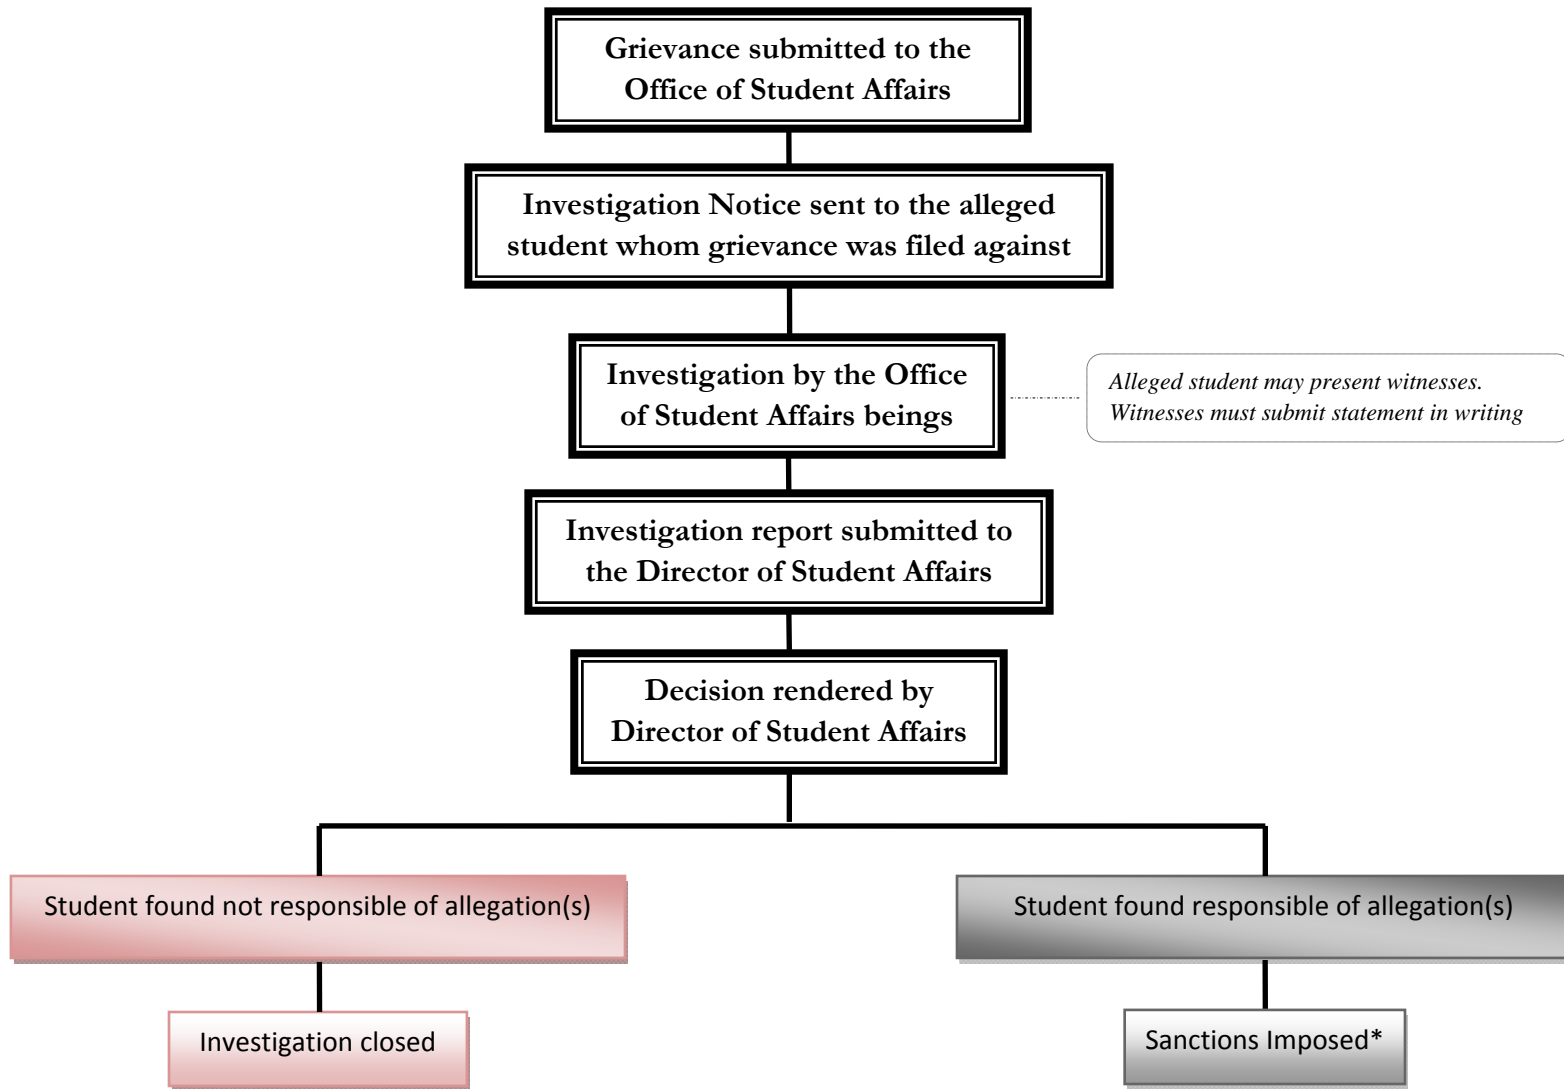 Grievance submitted to the
Office of Student Affairs
Investigation Notice sent to the alleged
student whom grievance was filed against
Investigation by the Office
of Student Affairs beings
Alleged student may present witnesses.
Witnesses must submit statement in writing
Investigation report submitted to
the Director of Student Affairs
Decision rendered by
Director of Student Affairs
Student found not responsible of allegation(s)
Student found responsible of allegation(s)
Investigation closed
Sanctions Imposed*